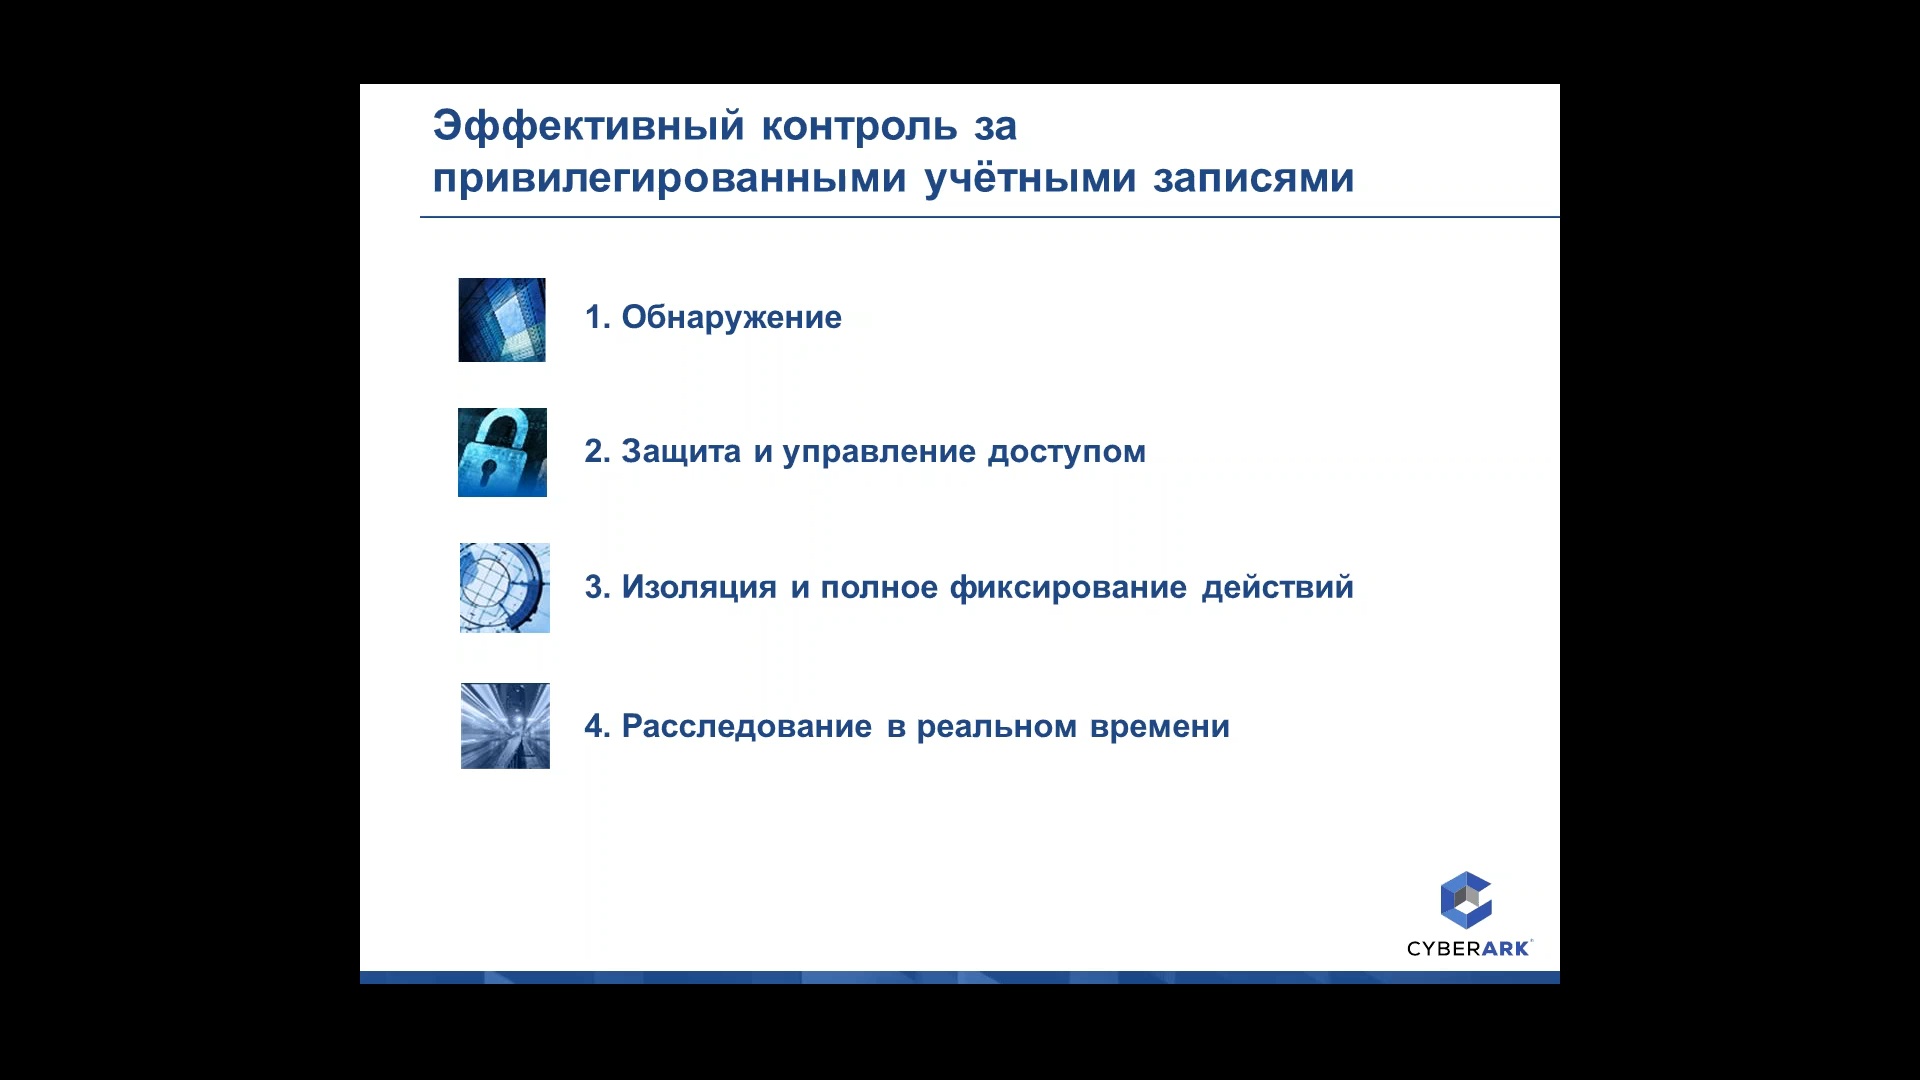 Эффективный контроль за
привилегированными учётными записями
1. Обнаружение
2. Защита и управление доступом
3. Изоляция и полное фиксирование действий
4. Расследование в реальном времени
CYBERARK